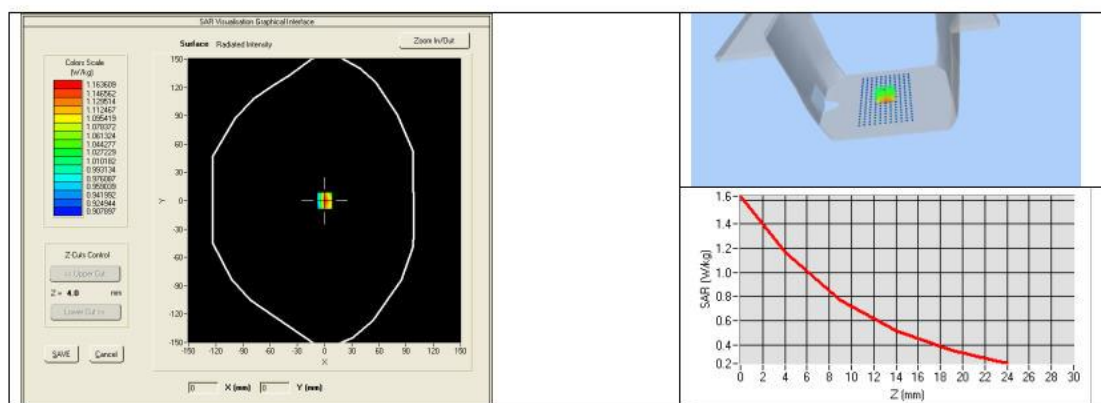 SAR Visualisation Graphical Interface
Surface Radiated Intensity
Zoom In/Out
Colors Scale
(W/kg)
1.163609
1.146562
1.129514
1.112467
1.095419
1.078372
1.061324
1.044277
1.027229
1.010182
0.993134
0.976087
0.959039
0.941992
0.924944
0.907897
Z-Cuts Control
<< Upper Cut
Z = 4.0 mm
Lower Cut >>
SAVE Cancel
150
120
90
60
30
0
-30
-60
-90
-120
-150
Y
-150 -120 -90 -60 -30 0 30 60 90 120 150
X
0 X (mm) 0 Y (mm)
1.6
1.4
1.2
1.0
0.8
0.6
0.4
0.2
SAR (W/kg)
0 2 4 6 8 10 12 14 16 18 20 22 24 26 28 30
Z (mm)